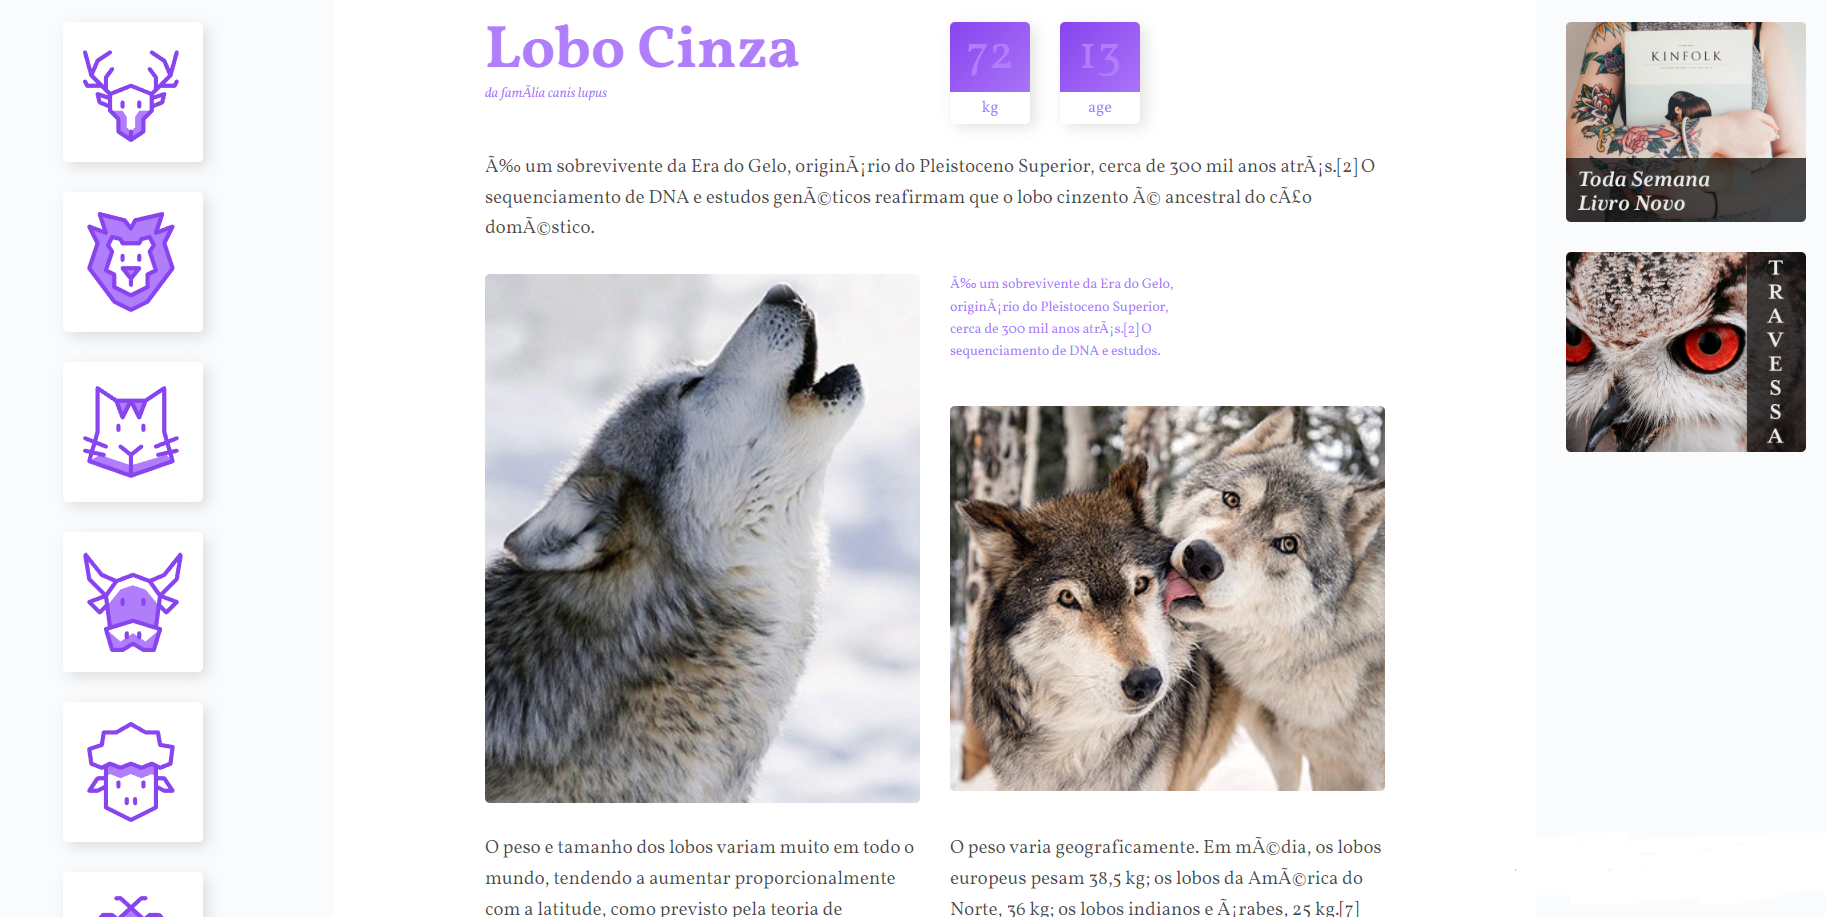 Lobo Cinza
da famÃ­lia canis lupus
72
kg
13
age
Ã‰ um sobrevivente da Era do Gelo, originÃ¡rio do Pleistoceno Superior, cerca de 300 mil anos atrÃ¡s.[2] O
sequenciamento de DNA e estudos genÃ©ticos reafirmam que o lobo cinzento Ã© ancestral do cÃ£o
domÃ©stico.
Ã‰ um sobrevivente da Era do Gelo,
originÃ¡rio do Pleistoceno Superior,
cerca de 300 mil anos atrÃ¡s.[2] O
sequenciamento de DNA e estudos.
O peso e tamanho dos lobos variam muito em todo o
mundo, tendendo a aumentar proporcionalmente
com a latitude, como previsto pela teoria de
O peso varia geograficamente. Em mÃ©dia, os lobos
europeus pesam 38,5 kg; os lobos da AmÃ©rica do
Norte, 36 kg; os lobos indianos e Ã¡rabes, 25 kg.[7]
KINFOLK
Toda Semana
Livro Novo
TRAVESSA